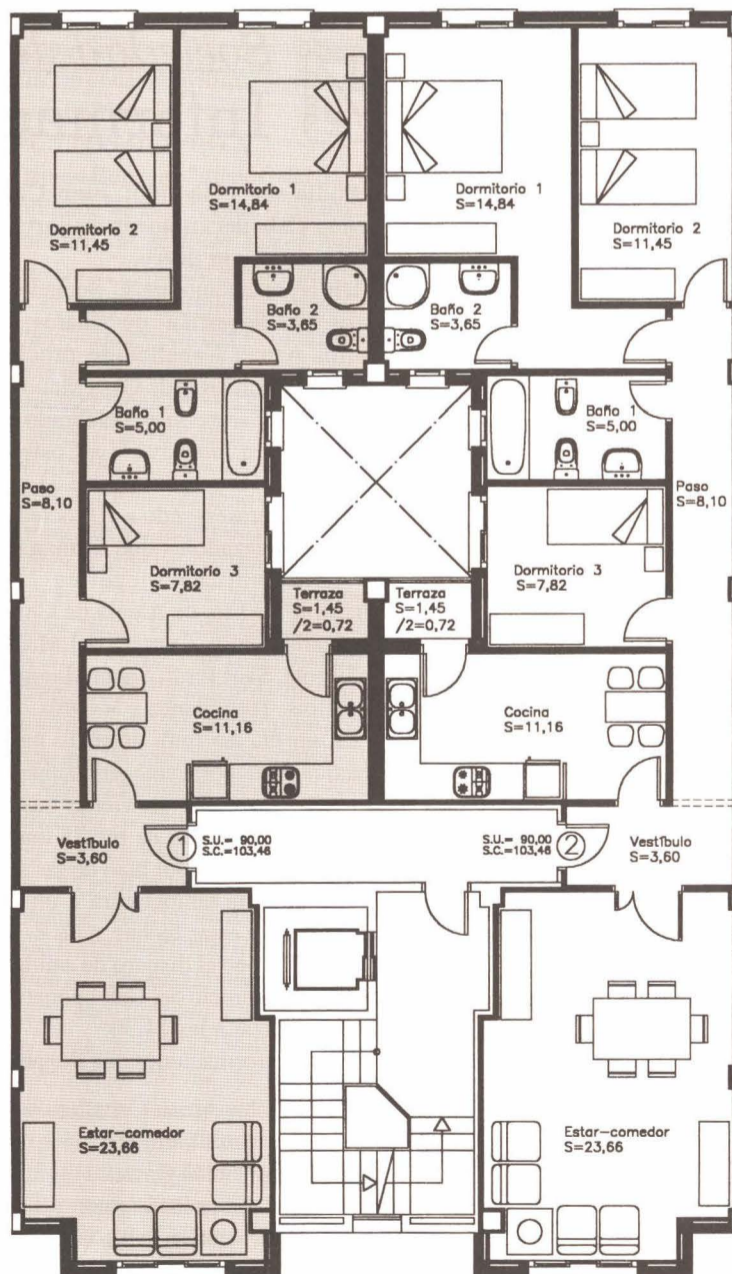 Dormitorio 1
S=14,84
Dormitorio 1
S=14,84
Dormitorio 2
S=11,45
Dormitorio 2
S=11,45
Baño 2
S=3,65
Baño 2
S=3,65
Baño 1
S=5,00
Baño 1
S=5,00
Paso
S=8,10
Paso
S=8,10
Dormitorio 3
S=7,82
Dormitorio 3
S=7,82
Terraza
S=1,45
/2=0,72
Terraza
S=1,45
/2=0,72
Cocina
S=11,16
Cocina
S=11,16
Vestíbulo
S=3,60
1
S.U.= 90,00
S.C.=103,46
S.U.= 90,00
S.C.=103,46
2
Vestíbulo
S=3,60
Estar-comedor
S=23,66
Estar-comedor
S=23,66